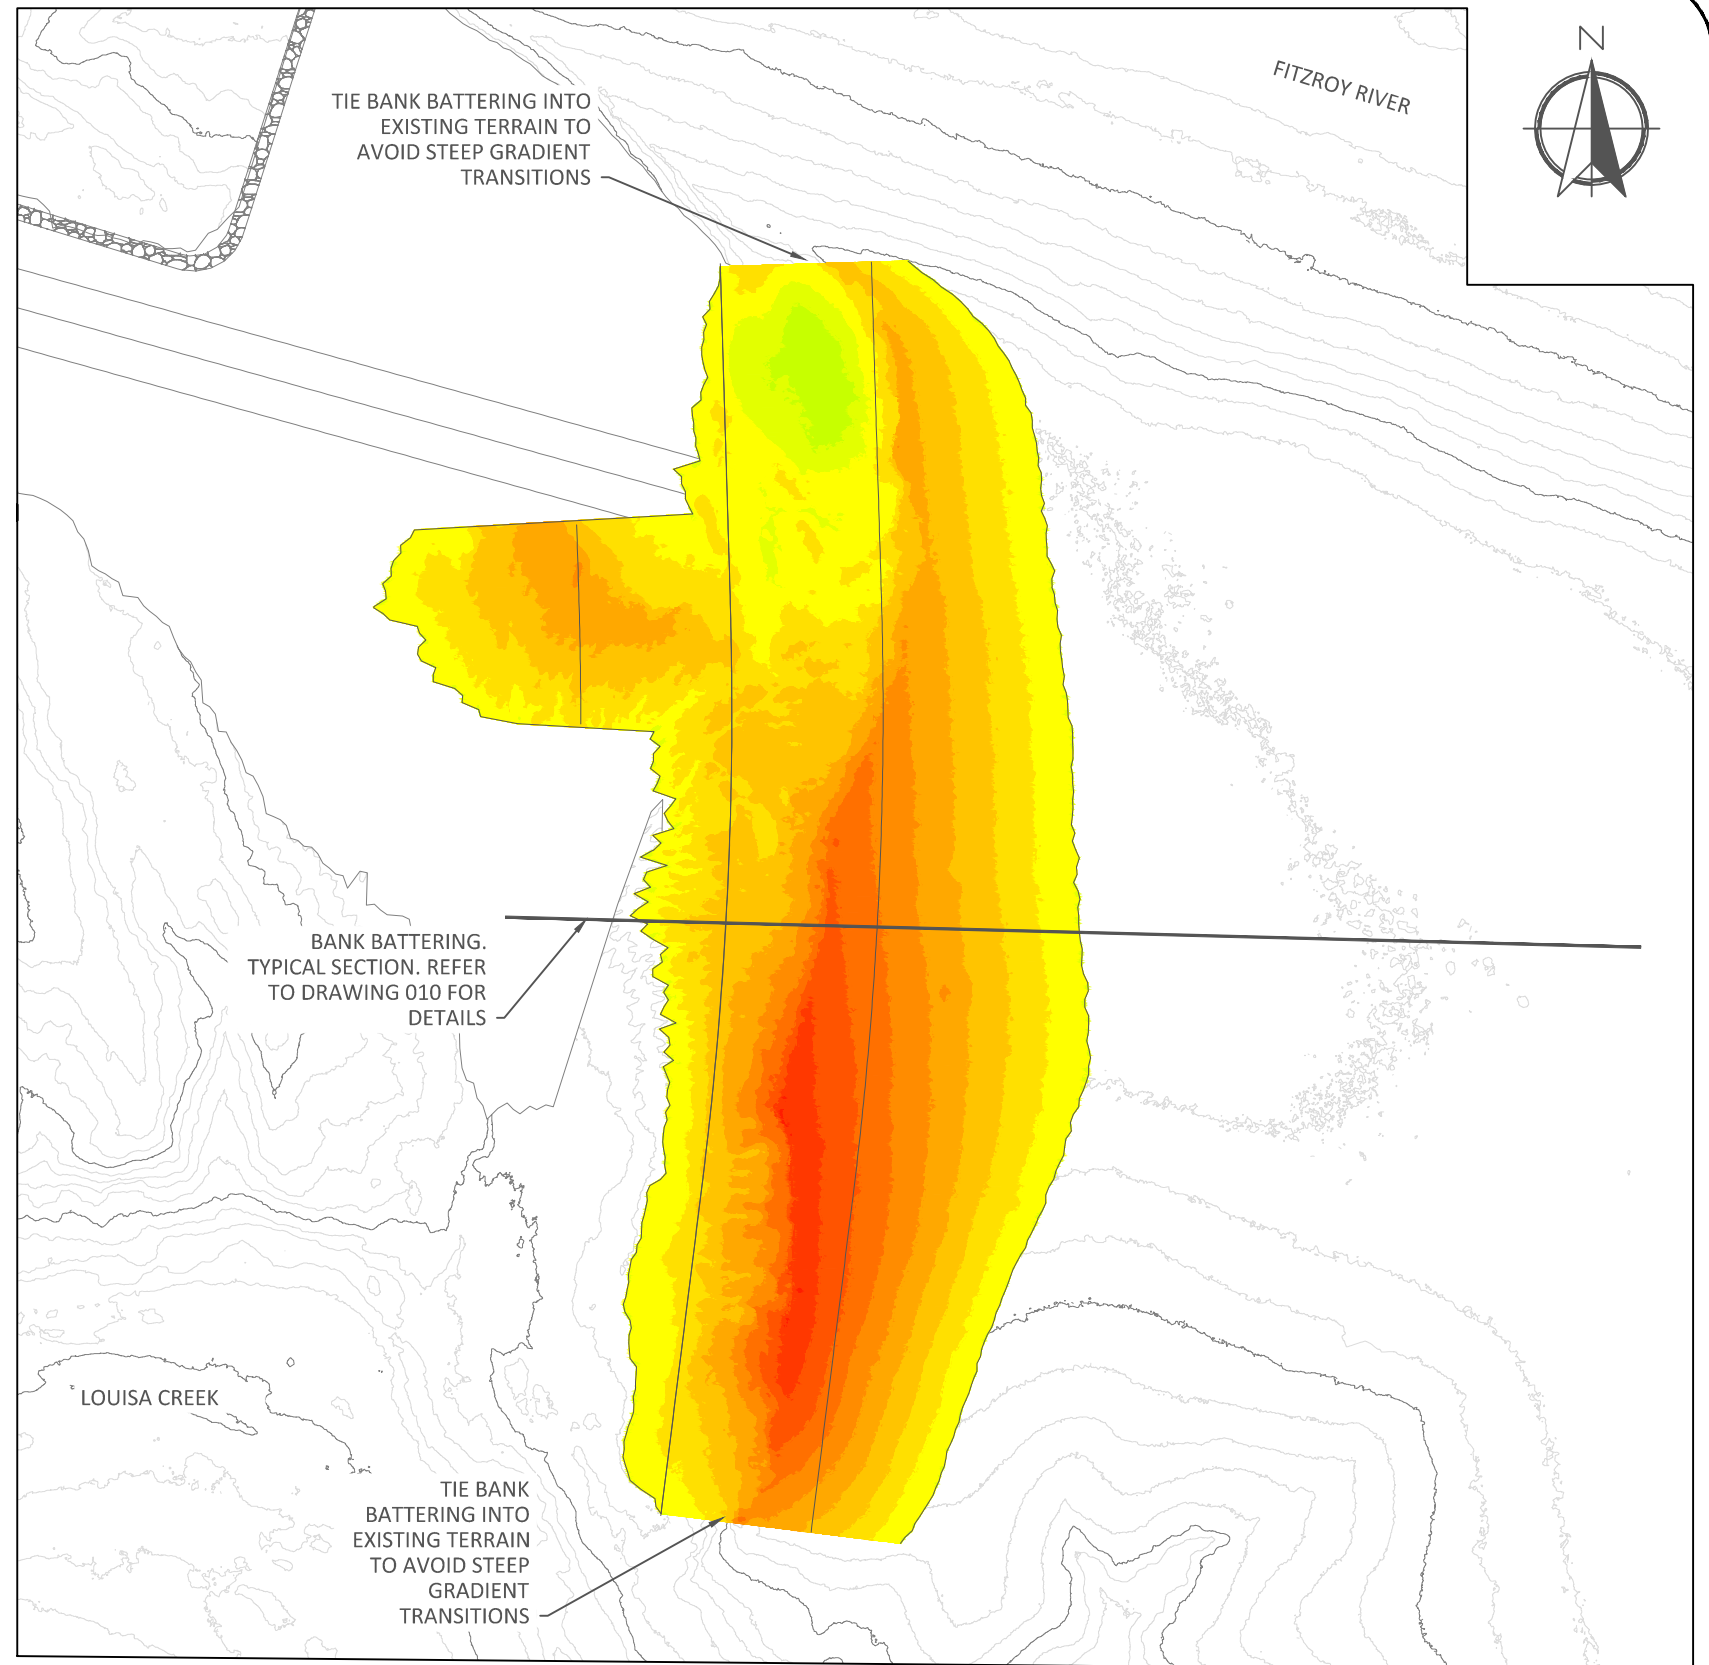 N
FITZROY RIVER
TIE BANK BATTERING INTO
EXISTING TERRAIN TO
AVOID STEEP GRADIENT
TRANSITIONS
BANK BATTERING.
TYPICAL SECTION. REFER
TO DRAWING 010 FOR
DETAILS
LOUISA CREEK
TIE BANK
BATTERING INTO
EXISTING TERRAIN
TO AVOID STEEP
GRADIENT
TRANSITIONS